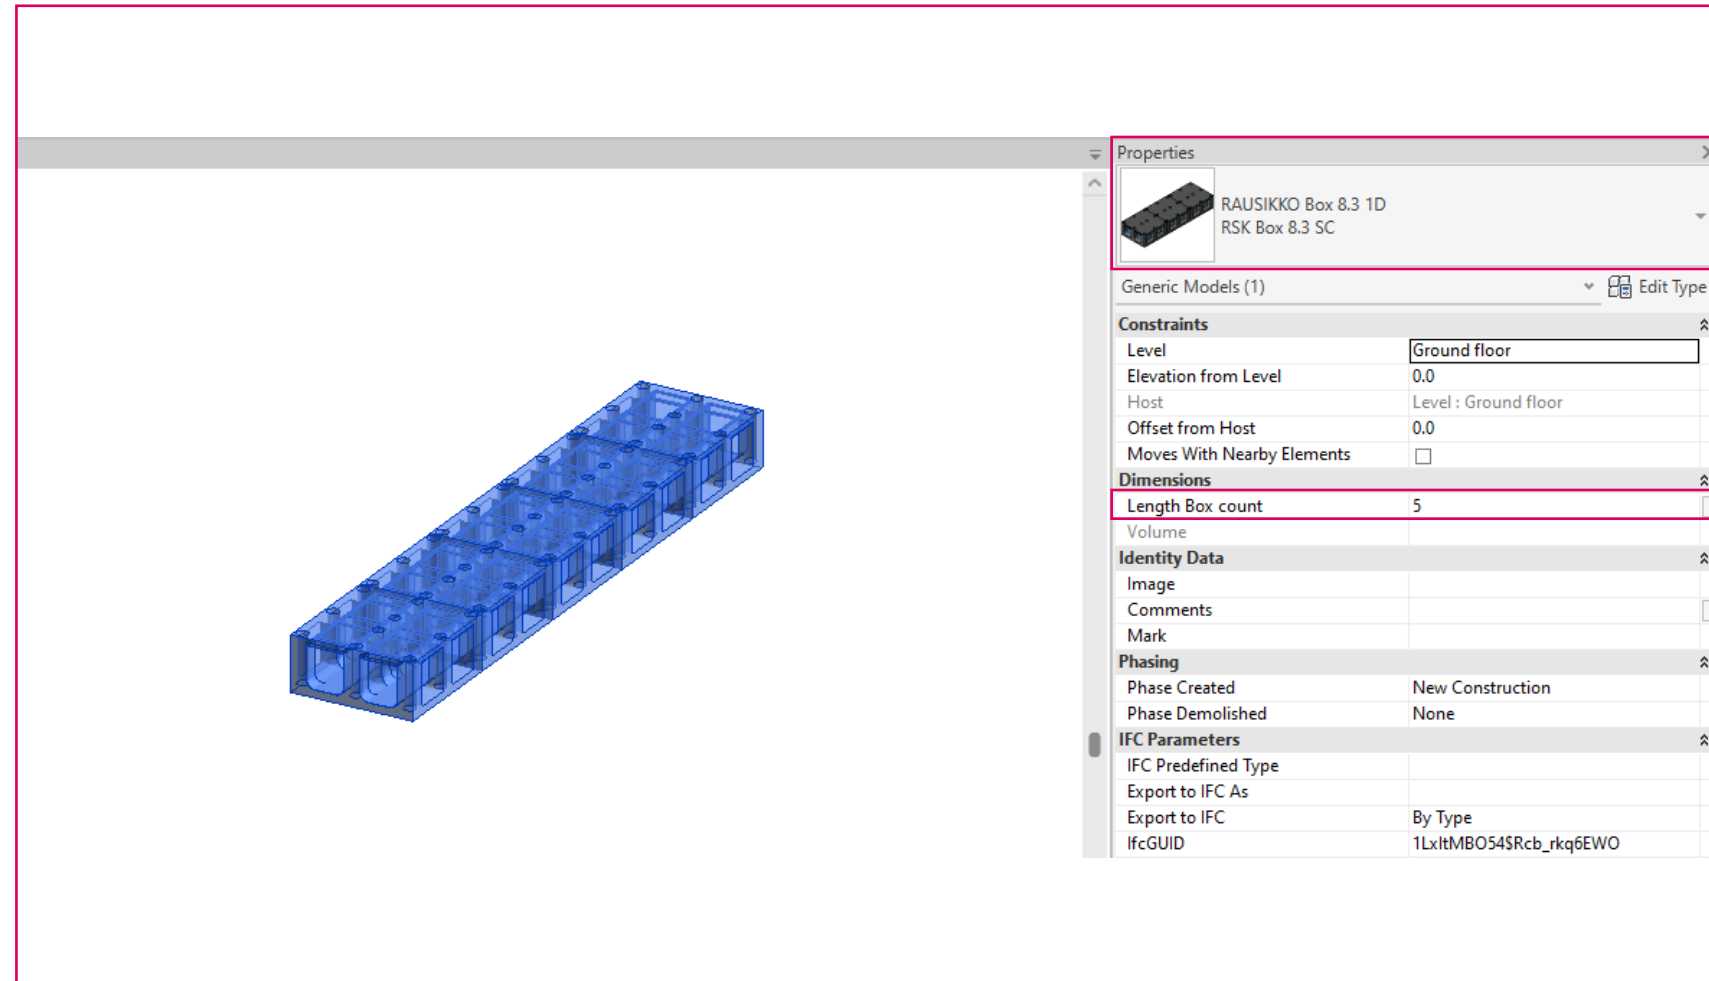 Properties
RAUSIKKO Box 8.3 1D
RSK Box 8.3 SC
Generic Models (1)
Edit Type
Constraints
Level Ground floor
Elevation from Level 0.0
Host Level : Ground floor
Offset from Host 0.0
Moves With Nearby Elements
Dimensions
Length Box count 5
Volume
Identity Data
Image
Comments
Mark
Phasing
Phase Created New Construction
Phase Demolished None
IFC Parameters
IFC Predefined Type
Export to IFC As
Export to IFC By Type
IfcGUID 1LxItMBO54$Rcb_rkq6EWO